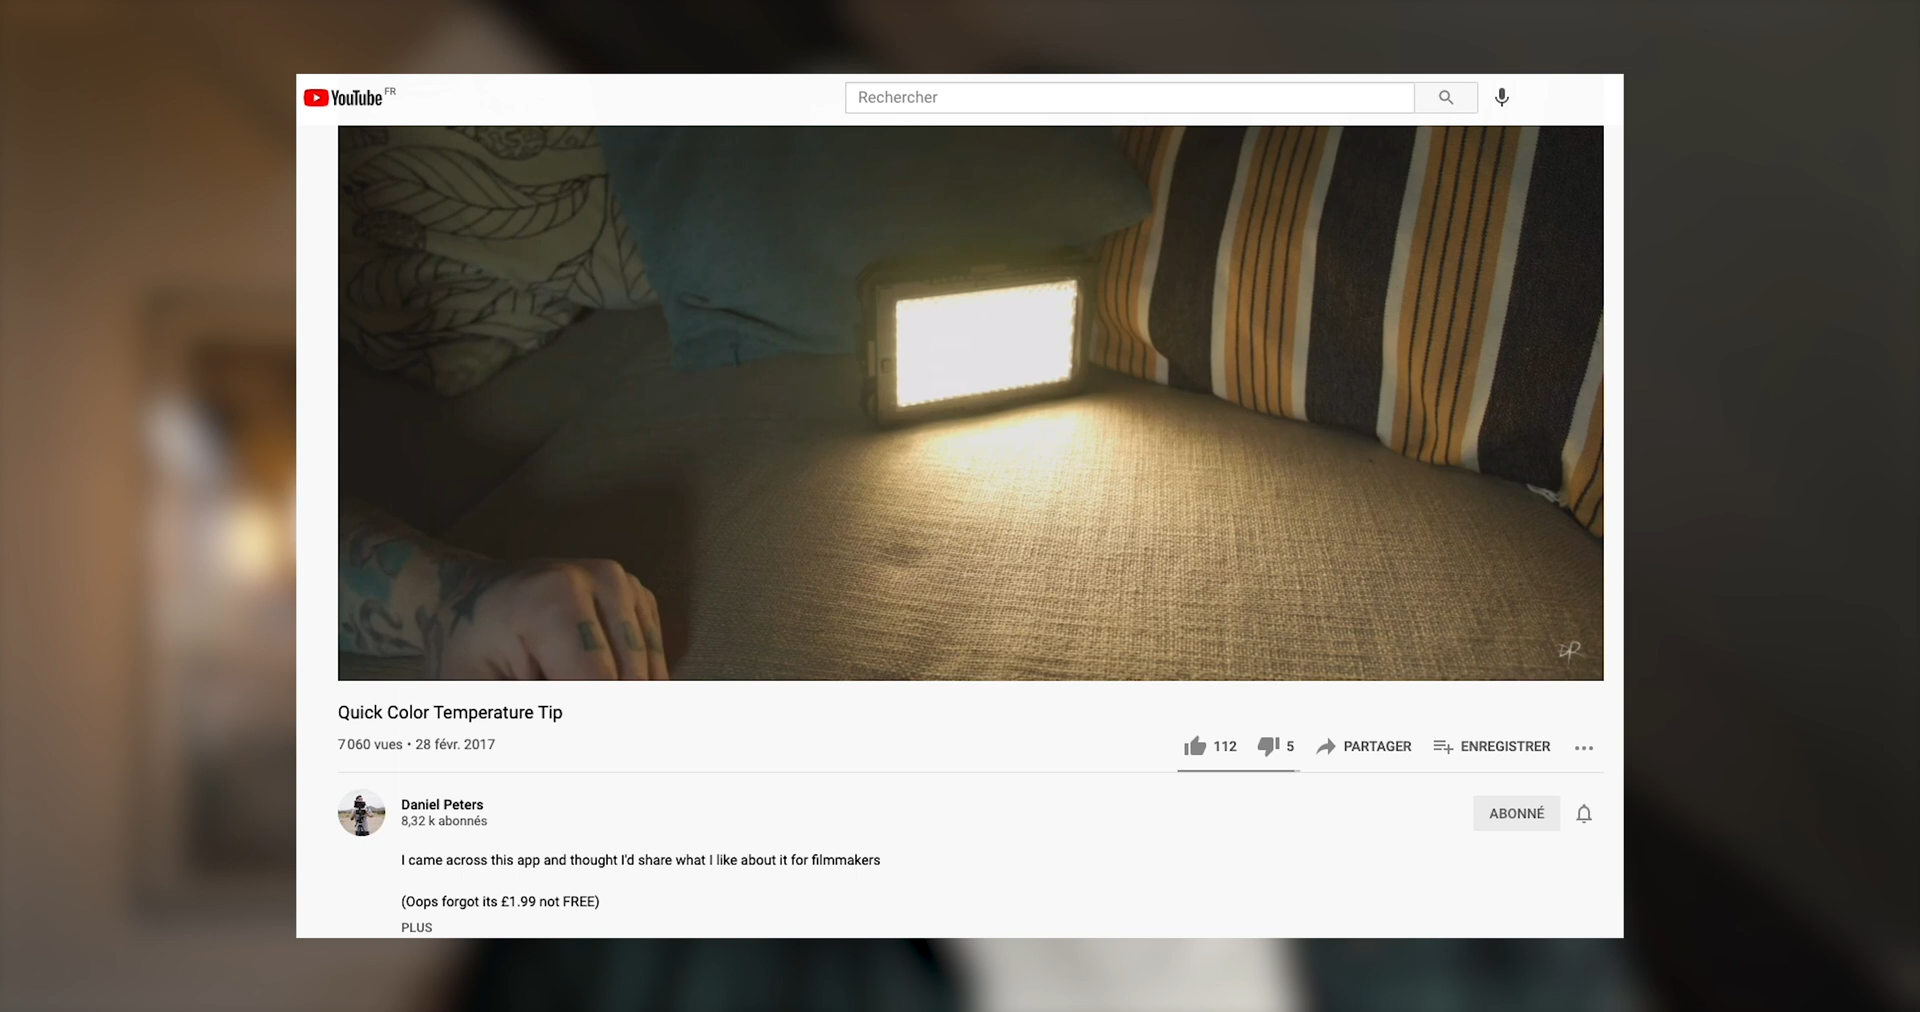 YouTube FR
Rechercher
Quick Color Temperature Tip
7 060 vues • 28 févr. 2017
112
5
PARTAGER
ENREGISTRER
Daniel Peters
8,32 k abonnés
ABONNÉ
I came across this app and thought I'd share what I like about it for filmmakers
(Oops forgot its £1.99 not FREE)
PLUS